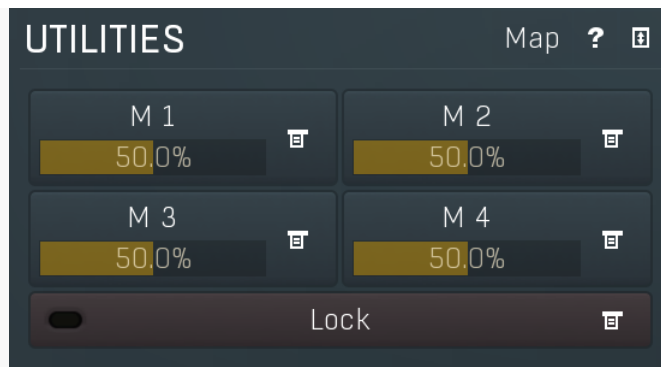 UTILITIES Map ?
M 1 M 2
50.0% 50.0%
M 3 M 4
50.0% 50.0%
Lock